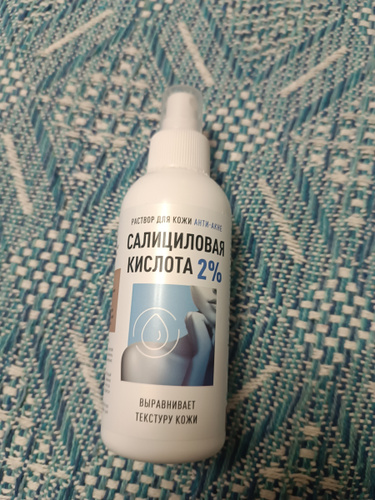 РАСТВОР ДЛЯ КОЖИ АНТИ-АКНЕ
САЛИЦИЛОВАЯ
КИСЛОТА 2%
ВЫРАВНИВАЕТ
ТЕКСТУРУ КОЖИ